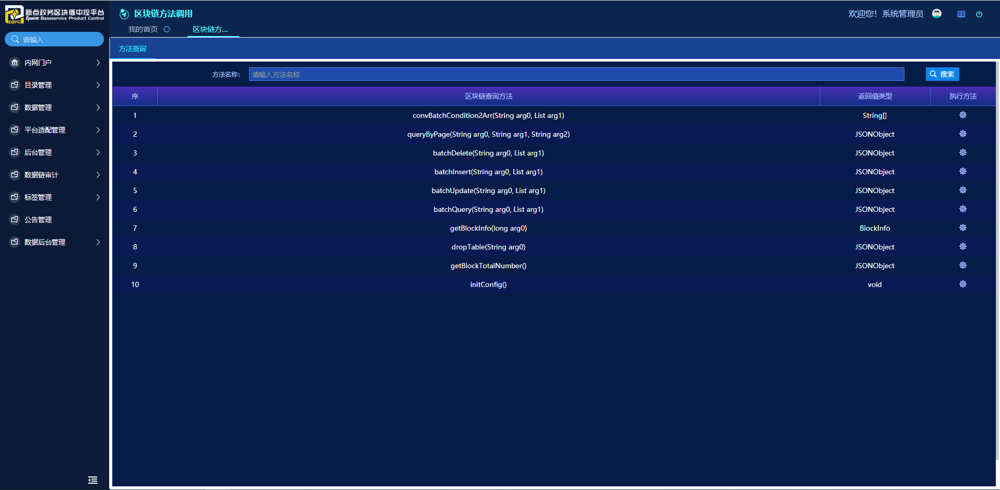 新点政务区块链中控平台
Epoint Baseservice Product Control
EBPC
请输入
内网门户
目录管理
数据管理
平台适配管理
后台管理
数据链审计
标签管理
公告管理
数据后台管理
区块链方法调用
欢迎您！系统管理员
我的首页
区块链方...
方法查询
方法名称：
请输入方法名称
搜索
序 区块链查询方法 返回值类型 执行方法
1 convBatchCondition2Arr(String arg0, List arg1) String[]
2 queryByPage(String arg0, String arg1, String arg2) JSONObject
3 batchDelete(String arg0, List arg1) JSONObject
4 batchInsert(String arg0, List arg1) JSONObject
5 batchUpdate(String arg0, List arg1) JSONObject
6 batchQuery(String arg0, List arg1) JSONObject
7 getBlockInfo(long arg0) BlockInfo
8 dropTable(String arg0) JSONObject
9 getBlockTotalNumber() JSONObject
10 initConfig() void